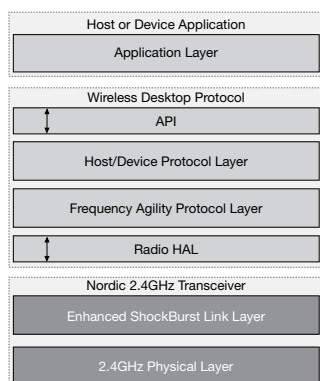 Host or Device Application
Application Layer
Wireless Desktop Protocol
API
Host/Device Protocol Layer
Frequency Agility Protocol Layer
Radio HAL
Nordic 2.4GHz Transceiver
Enhanced ShockBurst Link Layer
2.4GHz Physical Layer